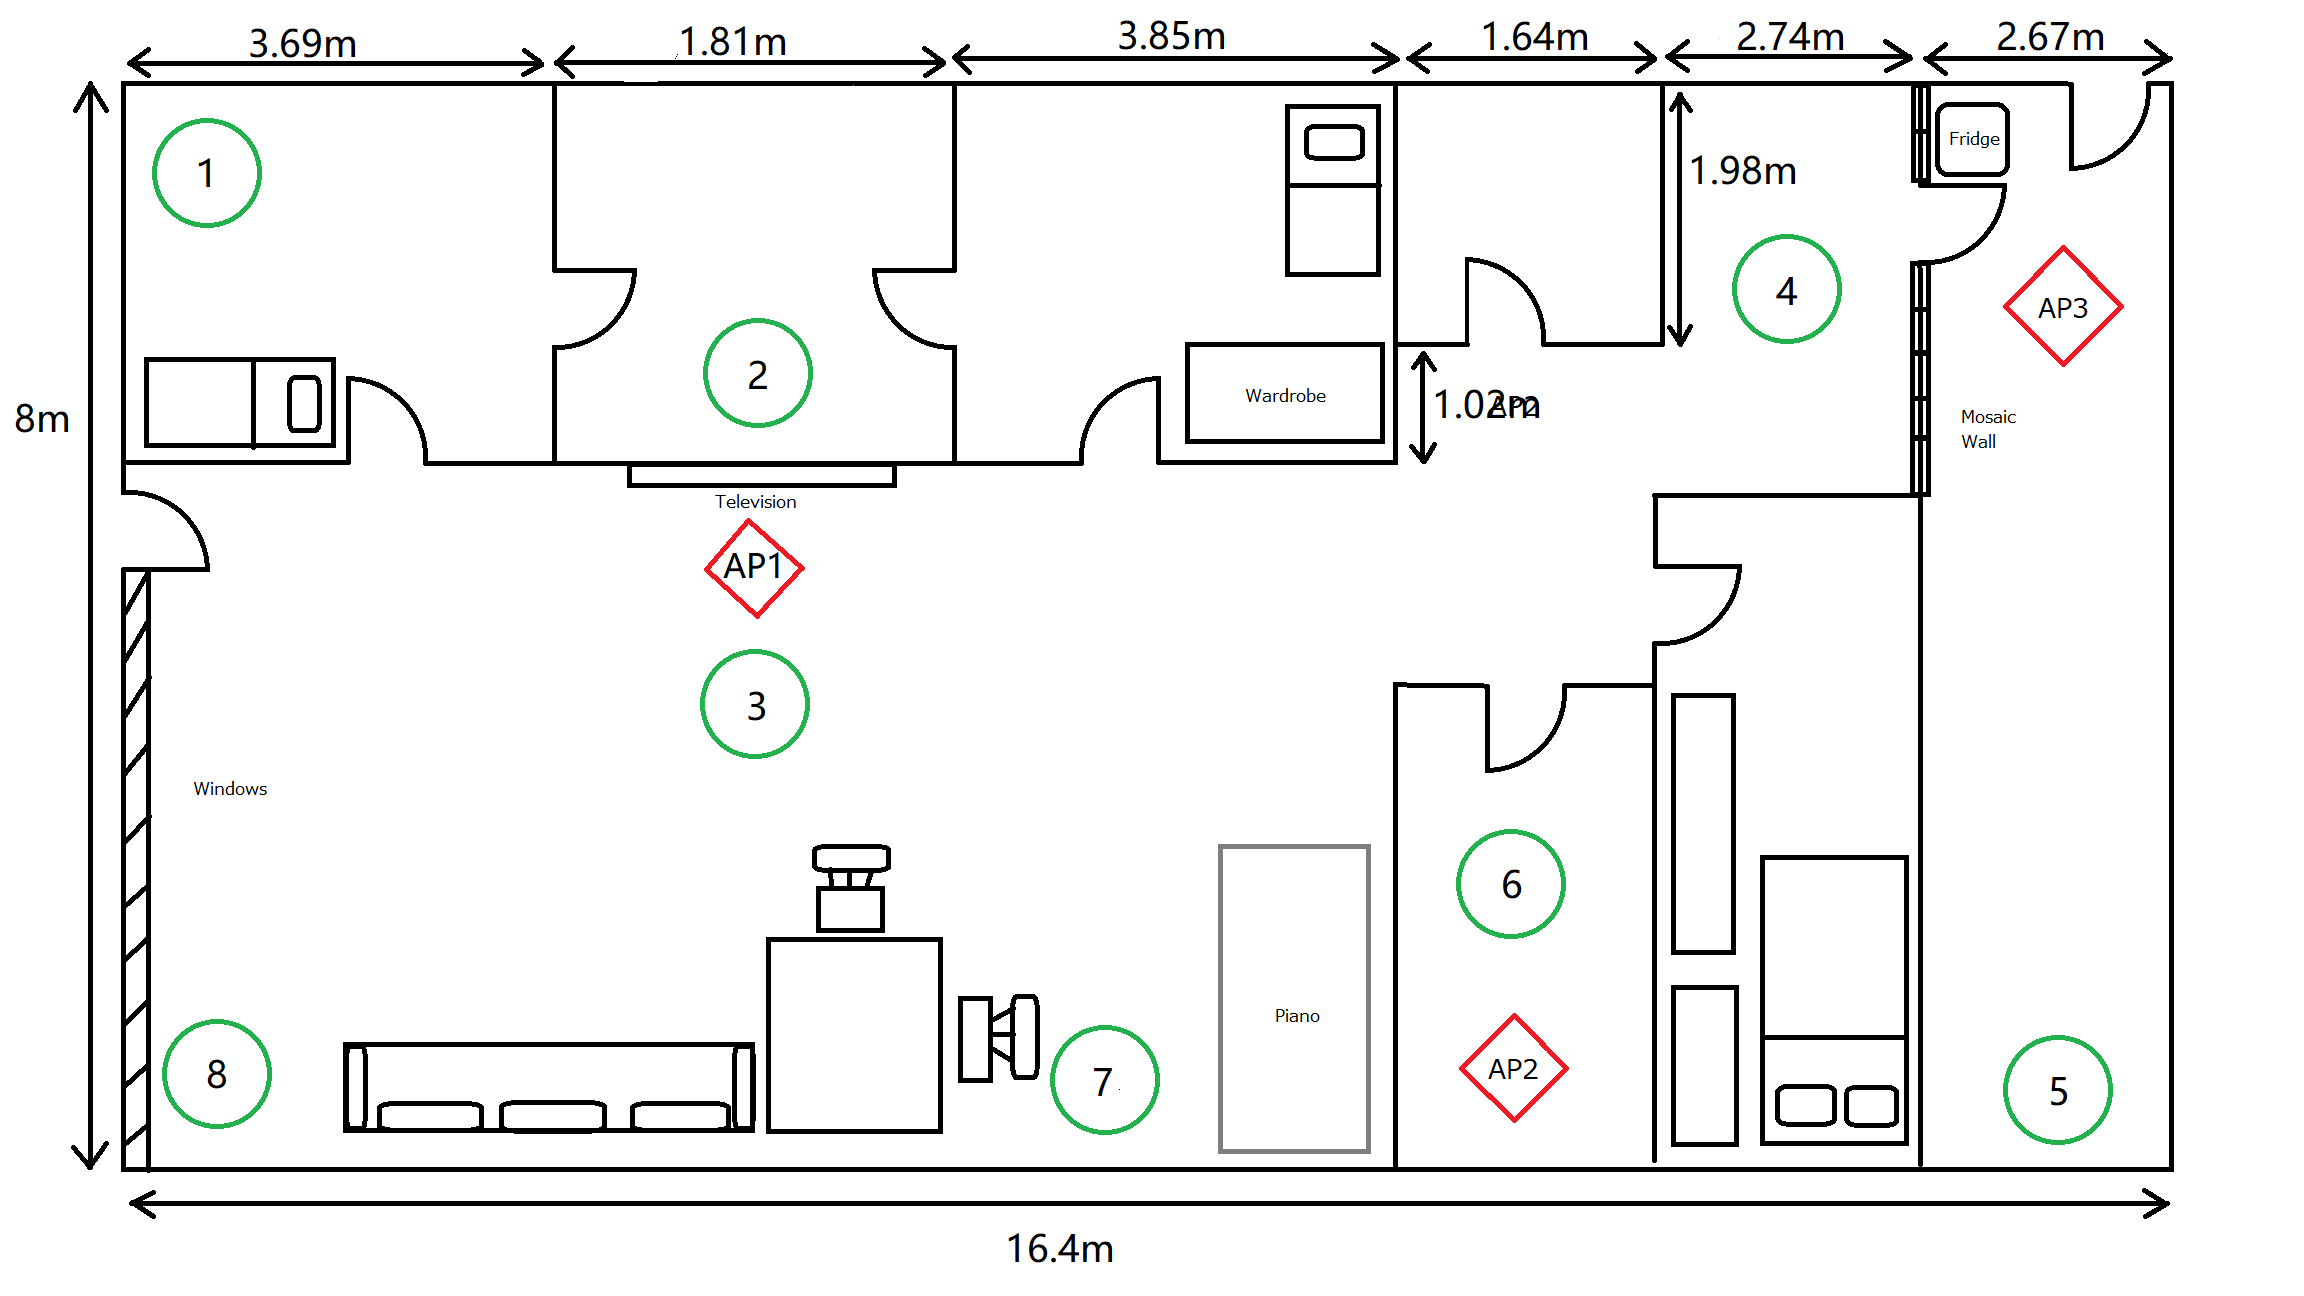 3.69m
1.81m
3.85m
1.64m
2.74m
2.67m
1
Fridge
1.98m
4
AP3
2
Wardrobe
8m
1.02m
AP2
Mosaic
Wall
Television
AP1
3
Windows
6
Piano
AP2
8
7
5
16.4m